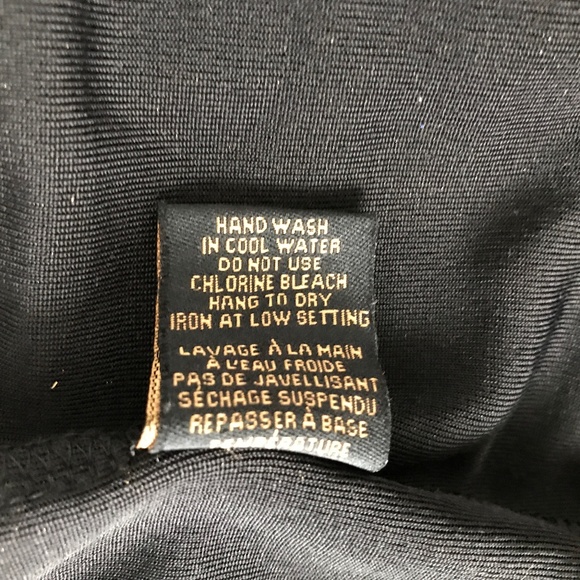 HAND WASH
IN COOL WATER
DO NOT USE
CHLORINE BLEACH
HANG TO DRY
IRON AT LOW SETTING
LAVAGE À LA MAIN
À L'EAU FROIDE
PAS DE JAVELLISANT
SÉCHAGE SUSPENDU
REPASSER À BASE
TEMPÉRATURE